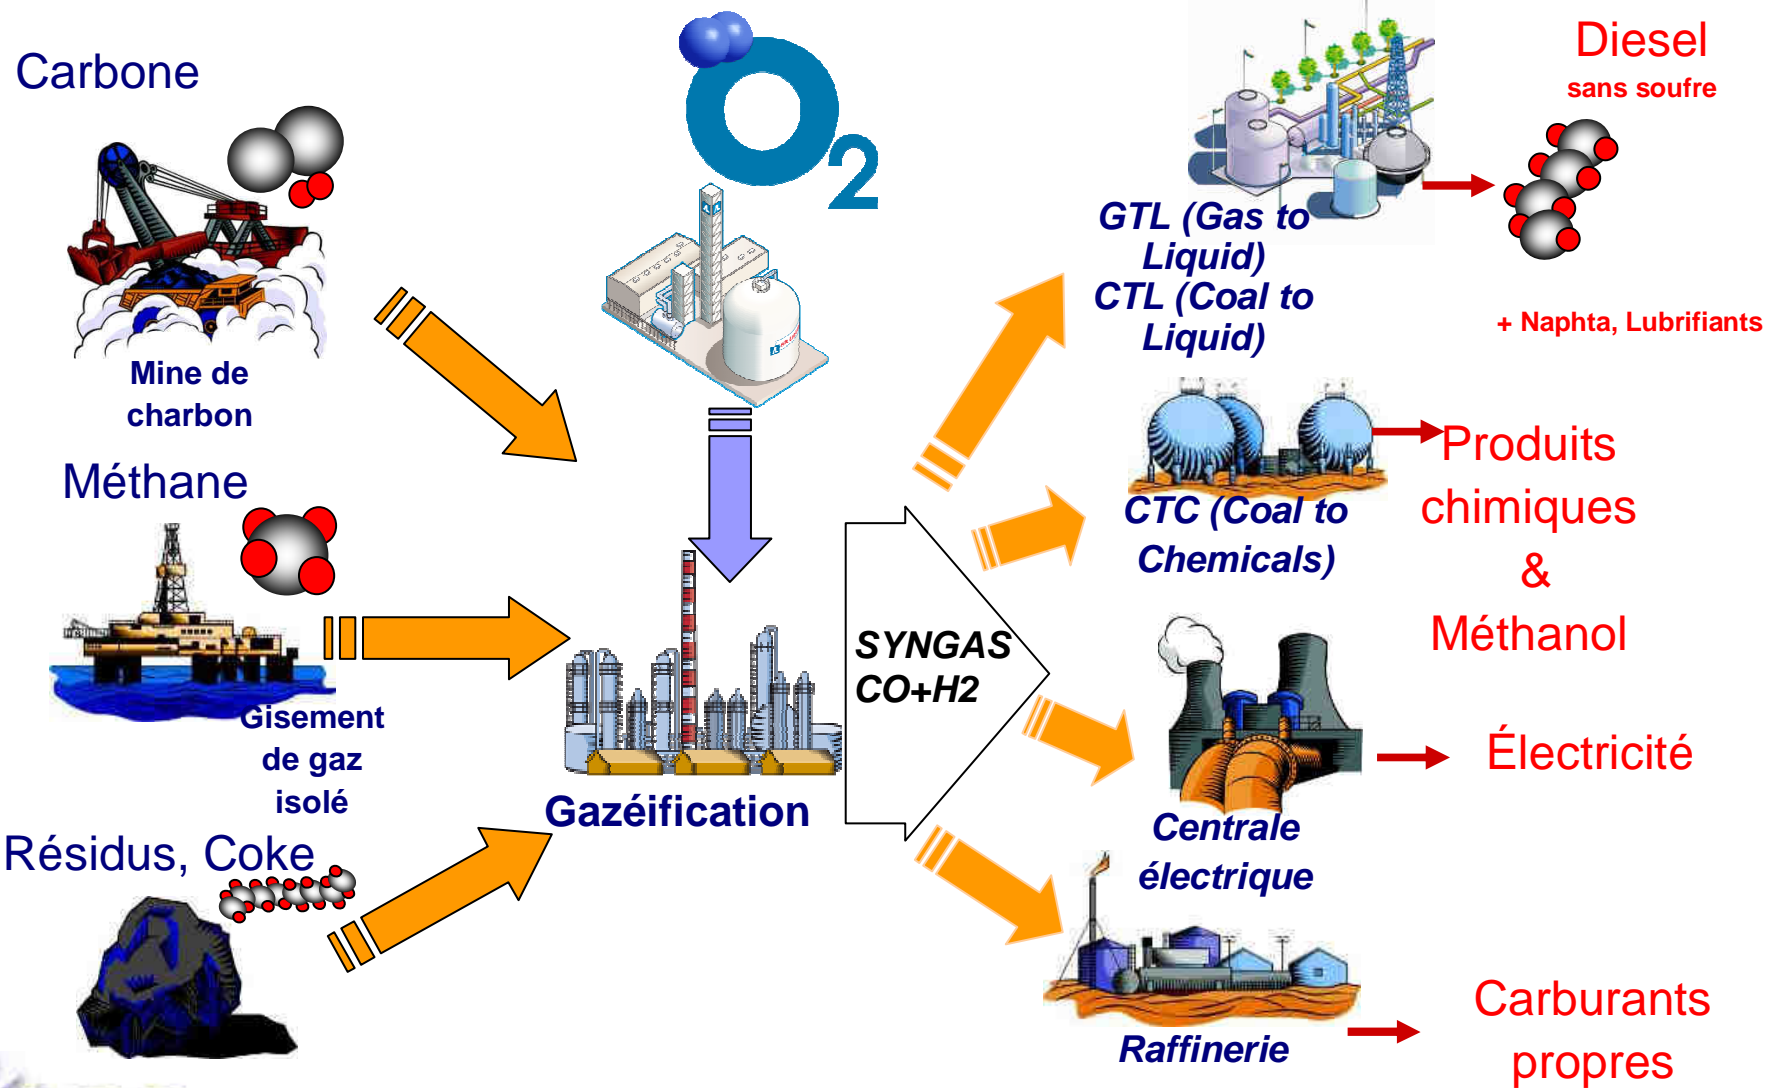 Carbone
Mine de
charbon
Méthane
Gisement
de gaz
isolé
Résidus, Coke
O2
Gazéification
SYNGAS
CO+H2
GTL (Gas to
Liquid)
CTL (Coal to
Liquid)
CTC (Coal to
Chemicals)
Centrale
électrique
Raffinerie
Diesel
sans soufre
+ Naphta, Lubrifiants
Produits
chimiques
&
Méthanol
Électricité
Carburants
propres